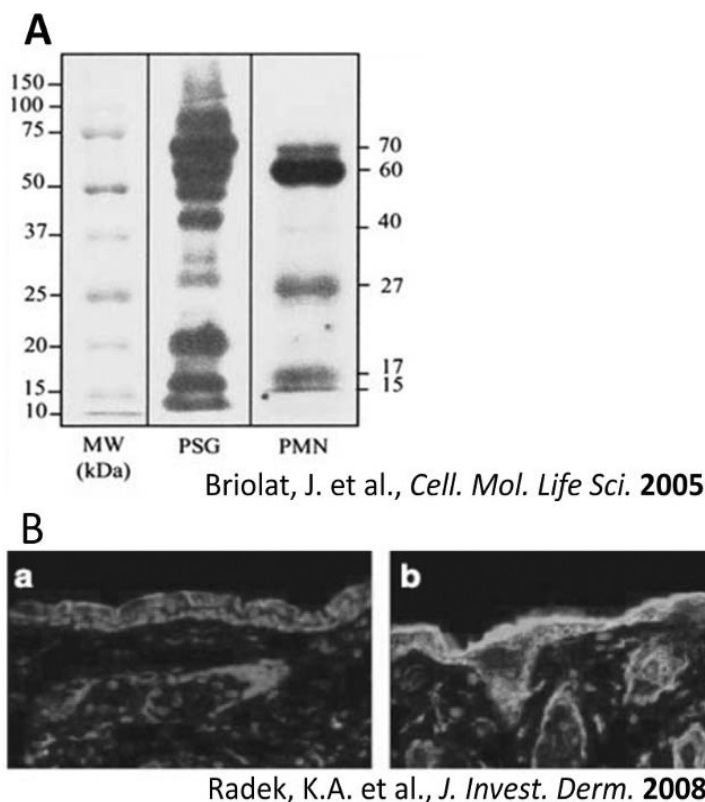 A
150
100
75
50
37
25
20
15
10
70
60
40
27
17
15
MW
(kDa)
PSG
PMN
Briolat, J. et al., Cell. Mol. Life Sci. 2005
B
a
b
Radek, K.A. et al., J. Invest. Derm. 2008